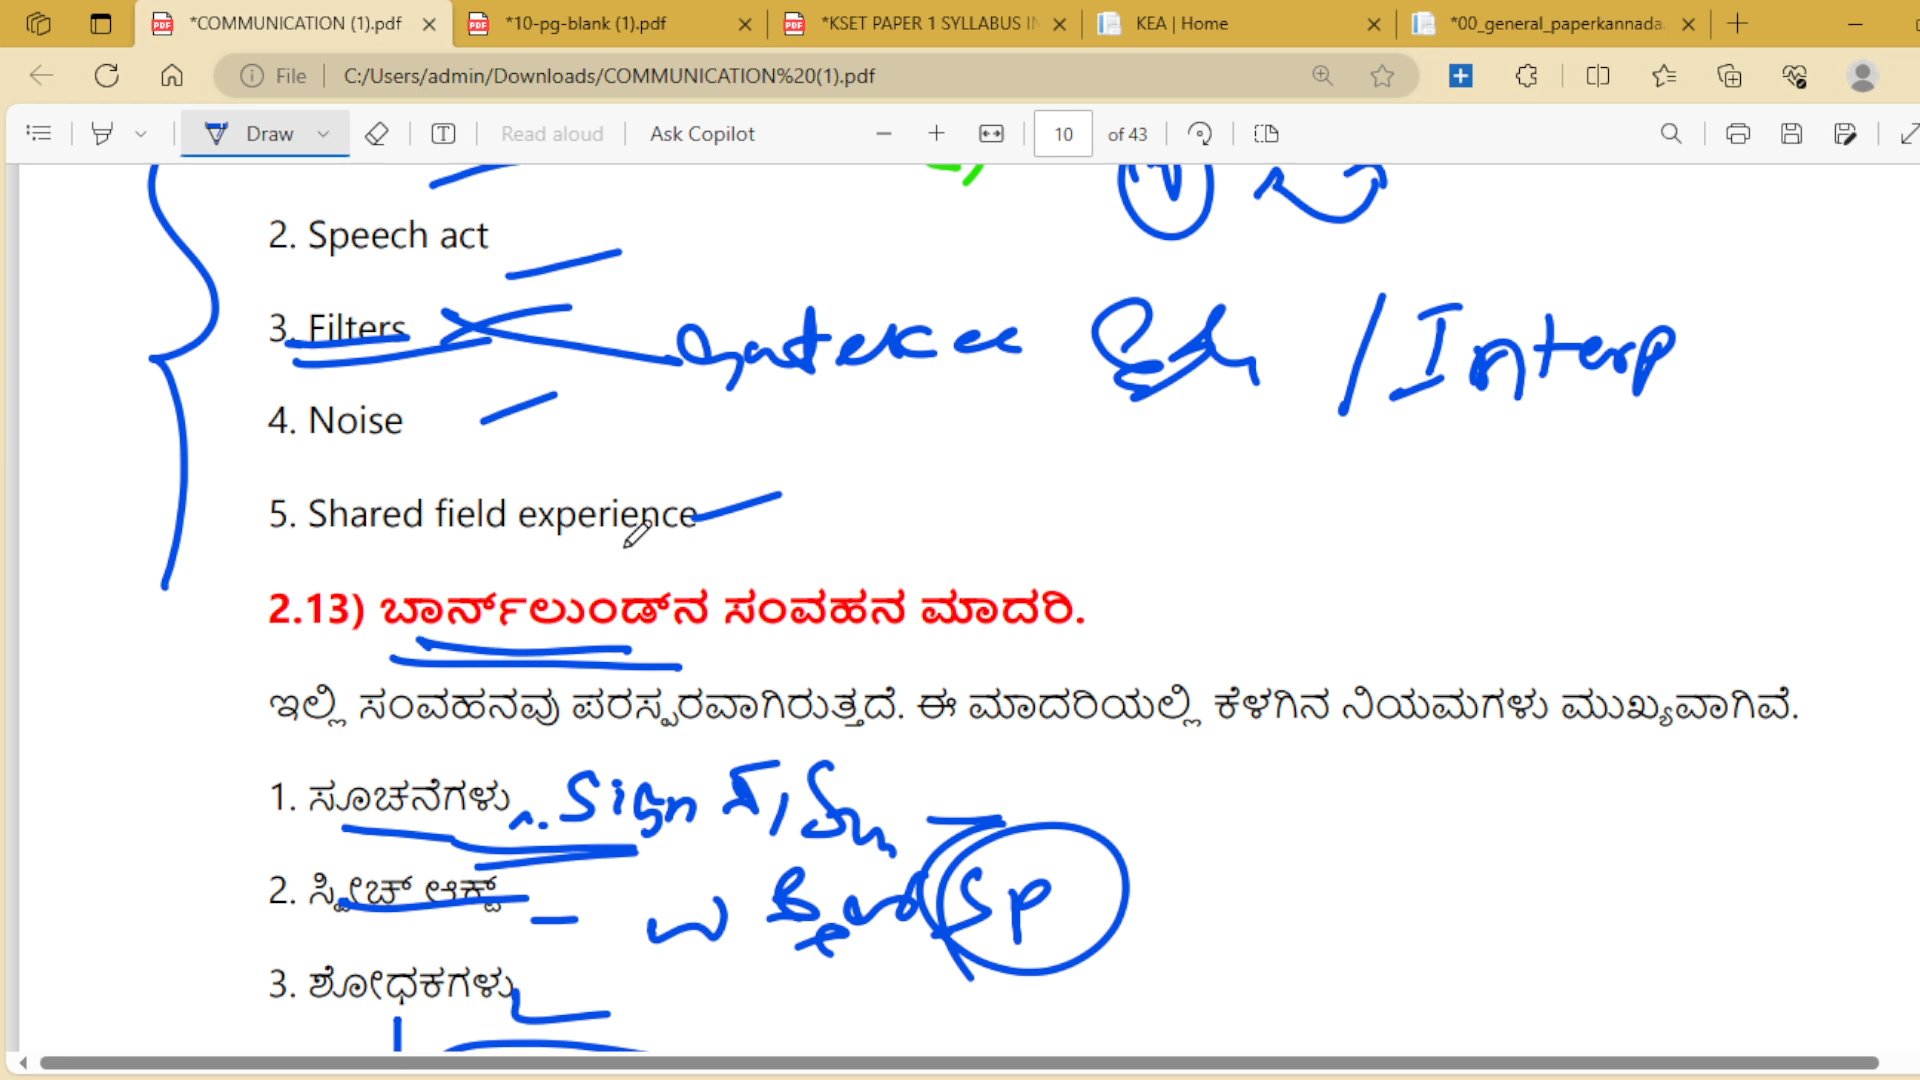 *COMMUNICATION (1).pdf *10-pg-blank (1).pdf *KSET PAPER 1 SYLLABUS IN KEA | Home *00_general_paperkannada.
File C:/Users/admin/Downloads/COMMUNICATION%20(1).pdf
Draw Read aloud Ask Copilot 10 of 43
2. Speech act
3. Filters gatekee / Interp
4. Noise
5. Shared field experience
2.13) ಬಾರ್ನ್‌ಲುಂಡ್‌ನ ಸಂವಹನ ಮಾದರಿ.
ಇಲ್ಲಿ ಸಂವಹನವು ಪರಸ್ಪರವಾಗಿರುತ್ತದೆ. ಈ ಮಾದರಿಯಲ್ಲಿ ಕೆಳಗಿನ ನಿಯಮಗಳು ಮುಖ್ಯವಾಗಿವೆ.
1. ಸೂಚನೆಗಳು Sign
2. ಸ್ಪೀಚ್ ಆಕ್ಟ್ SP
3. ಶೋಧಕಗಳು